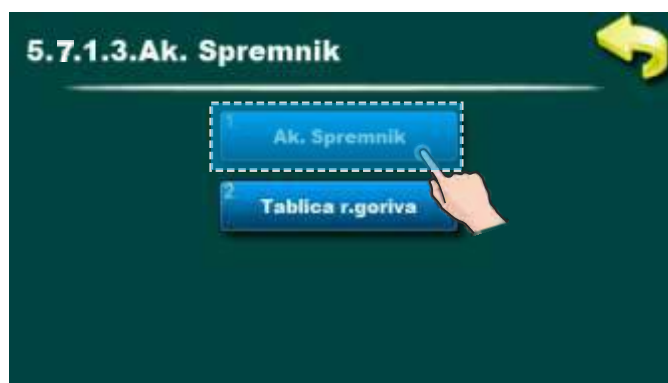 5.7.1.3.Ak. Spremnik
1
Ak. Spremnik
2
Tablica r.goriva